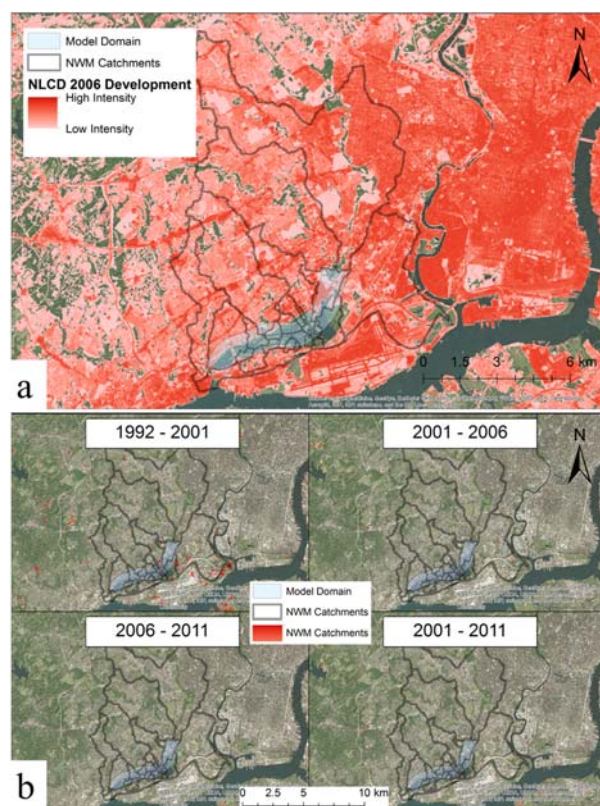 Model Domain
NWM Catchments
NLCD 2006 Development
High Intensity
Low Intensity
N
0 1.5 3 6 km
a
1992 - 2001
2001 - 2006
N
Model Domain
NWM Catchments
NWM Catchments
2006 - 2011
2001 - 2011
b
0 2.5 5 10 km